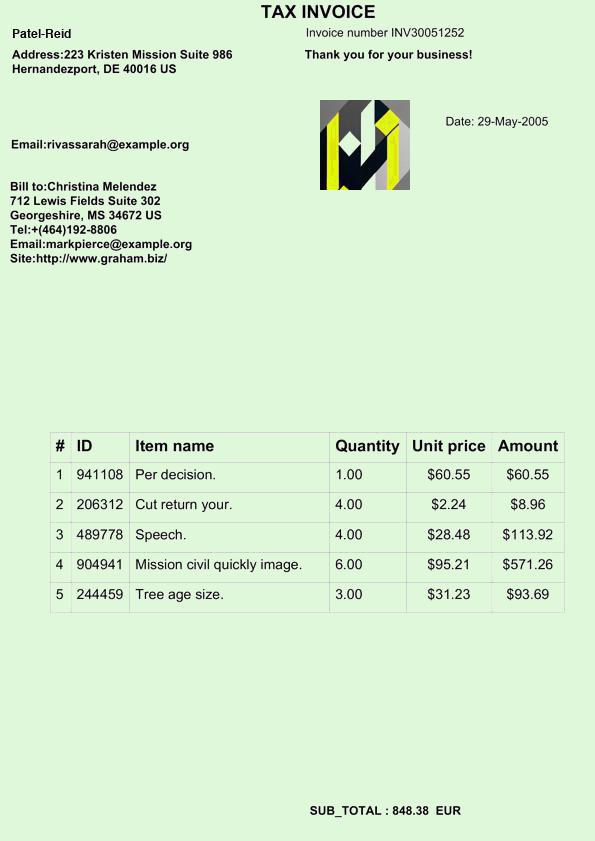 TAX INVOICE
Patel-Reid
Invoice number INV30051252
Address:223 Kristen Mission Suite 986
Hernandezport, DE 40016 US
Thank you for your business!
Date: 29-May-2005
Email:rivassarah@example.org
Bill to:Christina Melendez
712 Lewis Fields Suite 302
Georgeshire, MS 34672 US
Tel:+(464)192-8806
Email:markpierce@example.org
Site:http://www.graham.biz/
# ID Item name Quantity Unit price Amount
1 941108 Per decision. 1.00 $60.55 $60.55
2 206312 Cut return your. 4.00 $2.24 $8.96
3 489778 Speech. 4.00 $28.48 $113.92
4 904941 Mission civil quickly image. 6.00 $95.21 $571.26
5 244459 Tree age size. 3.00 $31.23 $93.69
SUB_TOTAL : 848.38 EUR